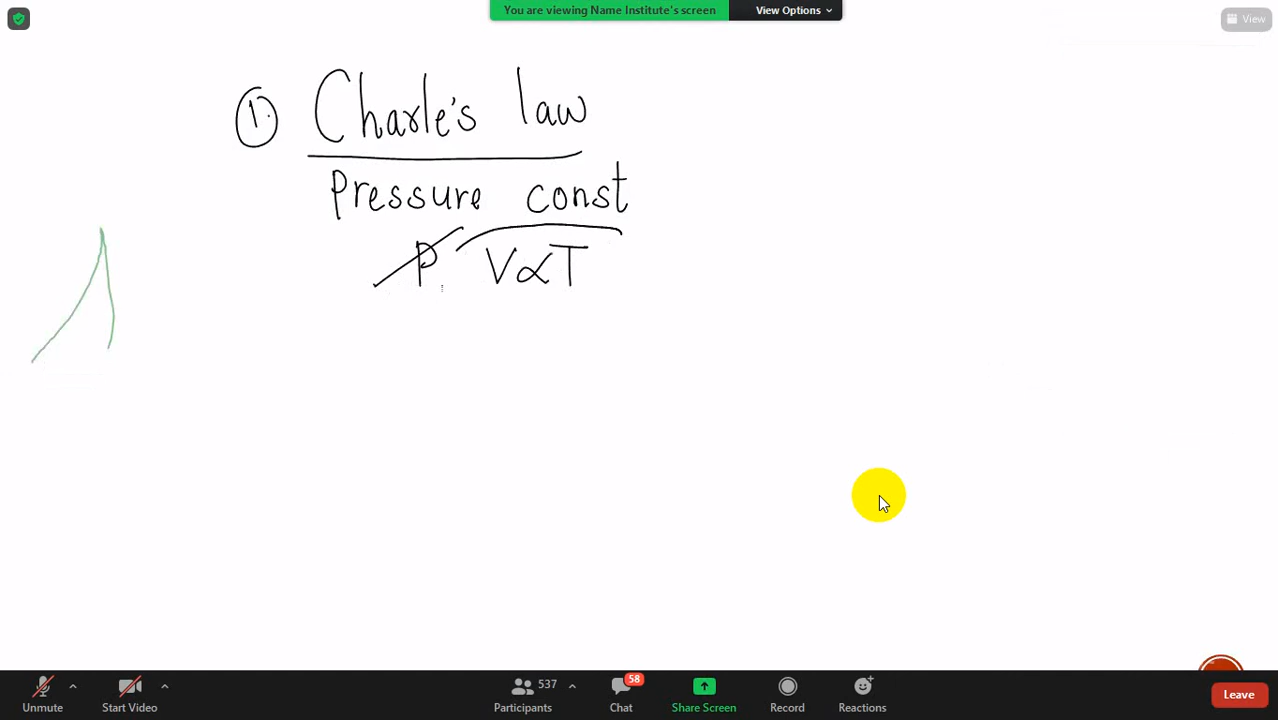 You are viewing Name Institute's screen
View Options
View
1. Charle's law
Pressure const
P V∝T
Unmute
Start Video
537
Participants
58
Chat
Share Screen
Record
Reactions
Leave